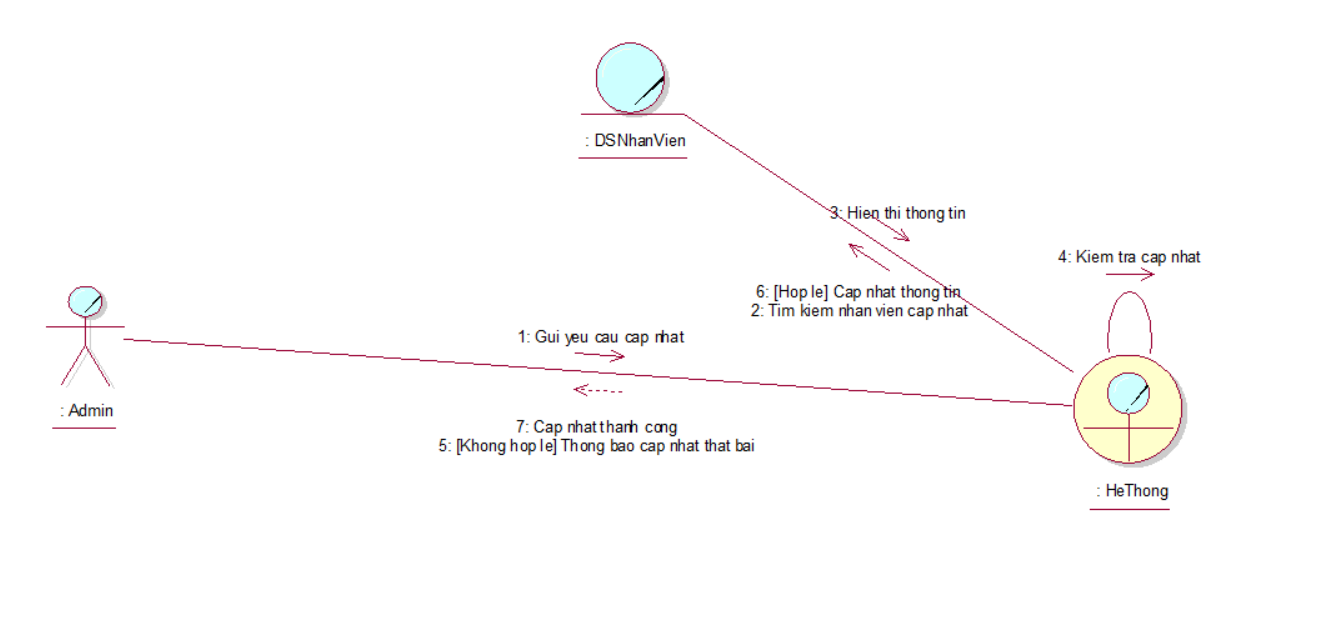 : DSNhanVien
3: Hien thi thong tin
4: Kiem tra cap nhat
6: [Hop le] Cap nhat thong tin
2: Tim kiem nhan vien cap nhat
1: Gui yeu cau cap nhat
: Admin
7: Cap nhat thanh cong
5: [Khong hop le] Thong bao cap nhat that bai
: HeThong